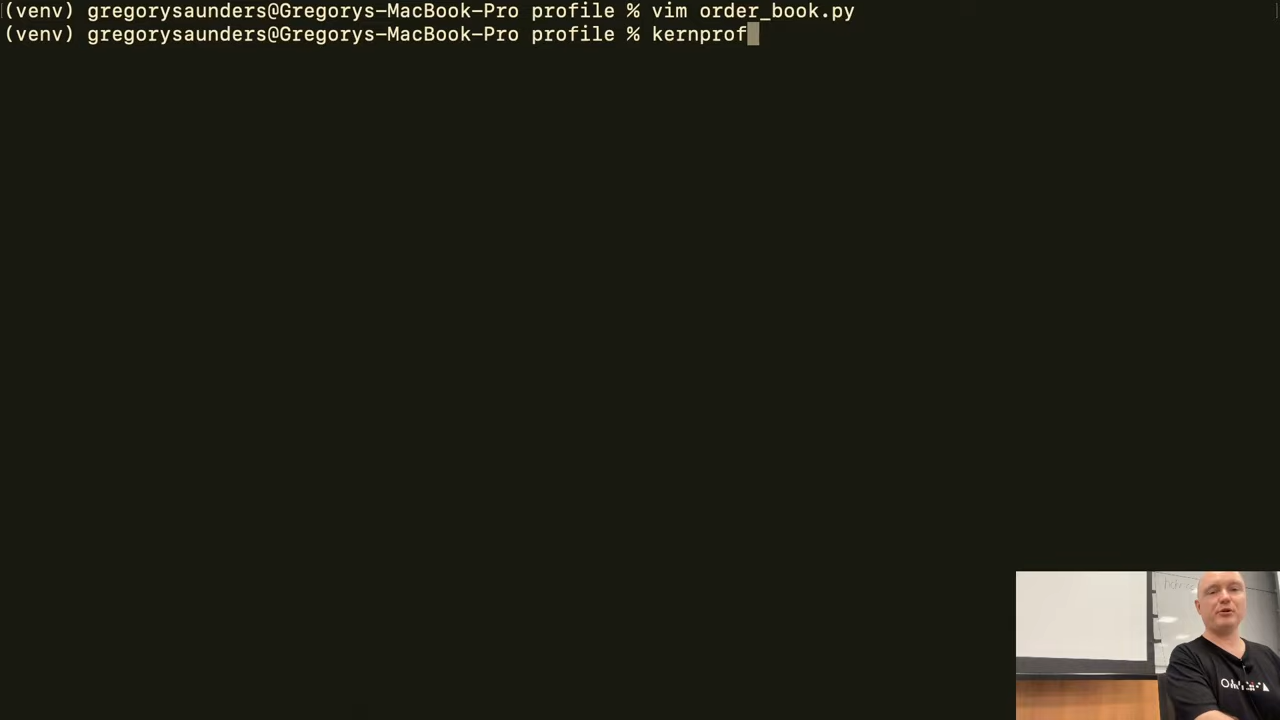 (venv) gregorysaunders@Gregorys-MacBook-Pro profile % vim order_book.py
(venv) gregorysaunders@Gregorys-MacBook-Pro profile % kernprof